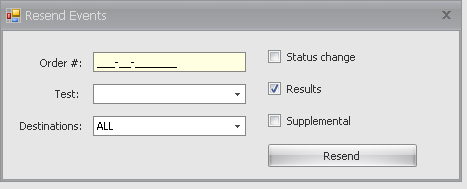 Resend Events
Order #: ___-__-_______
Status change
Test:
Results
Destinations: ALL
Supplemental
Resend